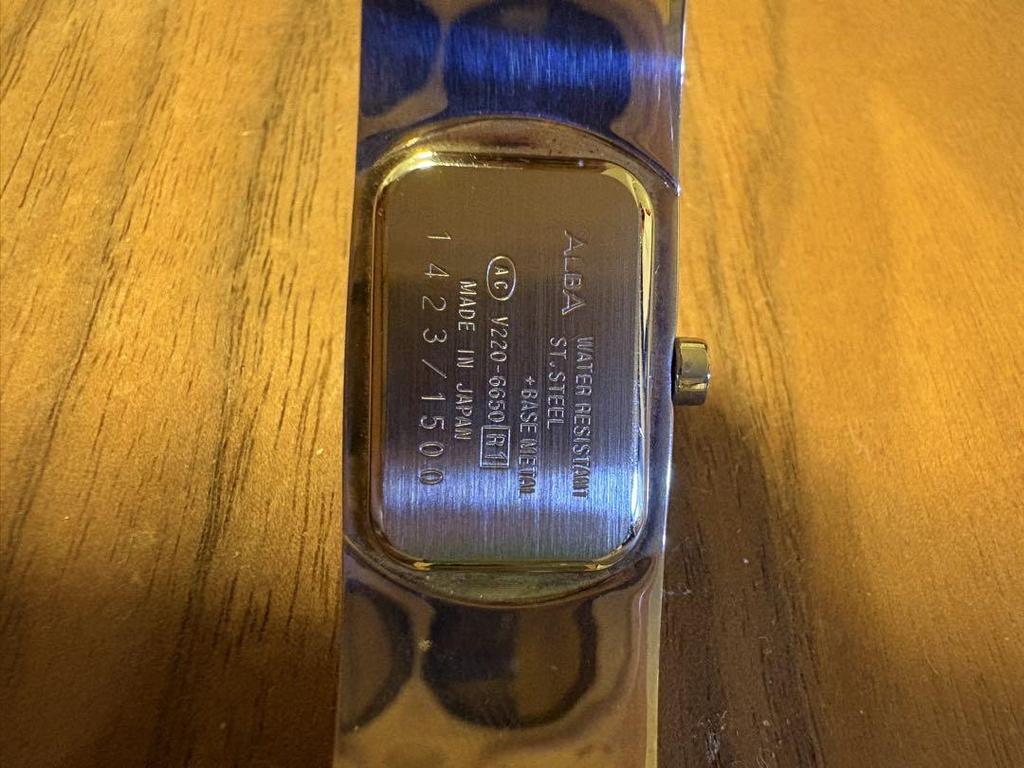 ALBA WATER RESISTANT
ST.STEEL
+BASE METAL
AC V220-6650 R1
MADE IN JAPAN
1423/1500